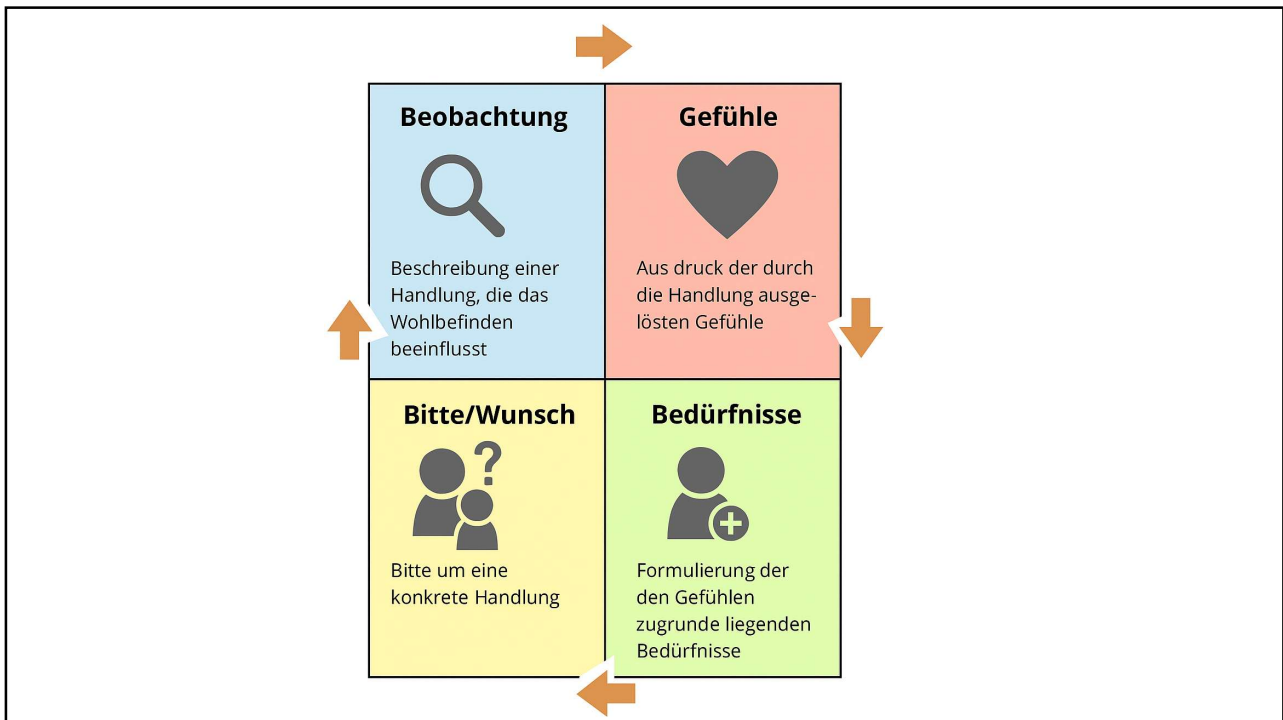 Beobachtung
Beschreibung einer
Handlung, die das
Wohlbefinden
beeinflusst
Gefühle
Aus druck der durch
die Handlung ausge-
lösten Gefühle
Bitte/Wunsch
?
Bitte um eine
konkrete Handlung
Bedürfnisse
Formulierung der
den Gefühlen
zugrunde liegenden
Bedürfnisse